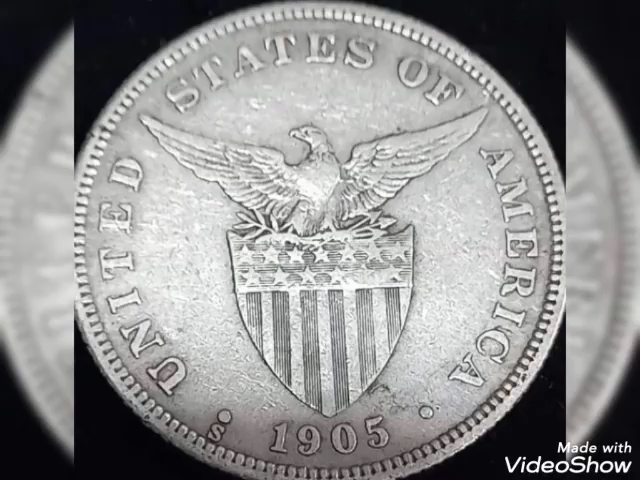 UNITED STATES OF AMERICA
S
1905
Made with
VideoShow